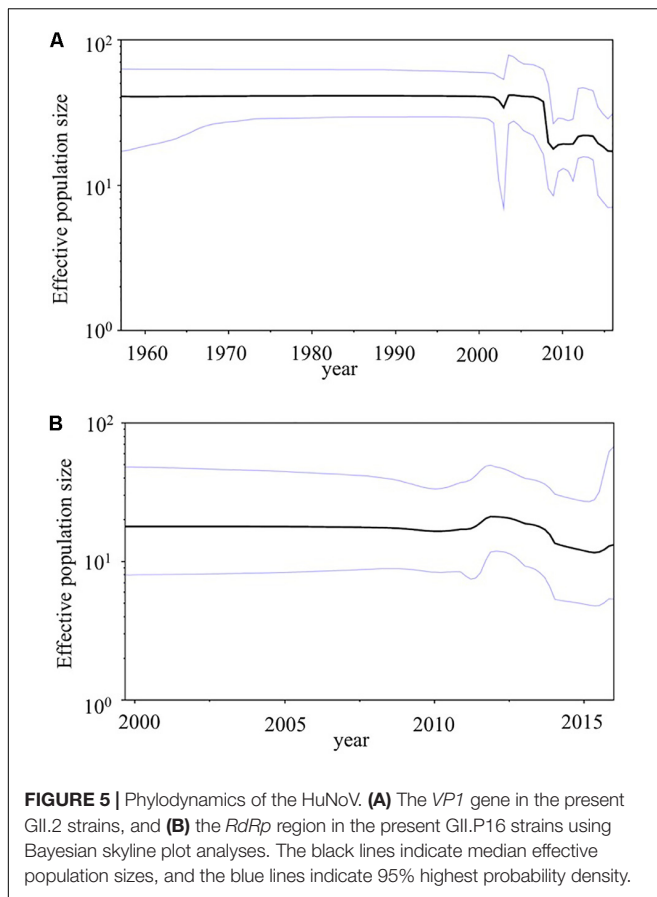 A
10²
10¹
10⁰
Effective population size
1960 1970 1980 1990 2000 2010
year
B
10²
10¹
10⁰
Effective population size
2000 2005 2010 2015
year
FIGURE 5 | Phylodynamics of the HuNoV. (A) The VP1 gene in the present
GII.2 strains, and (B) the RdRp region in the present GII.P16 strains using
Bayesian skyline plot analyses. The black lines indicate median effective
population sizes, and the blue lines indicate 95% highest probability density.